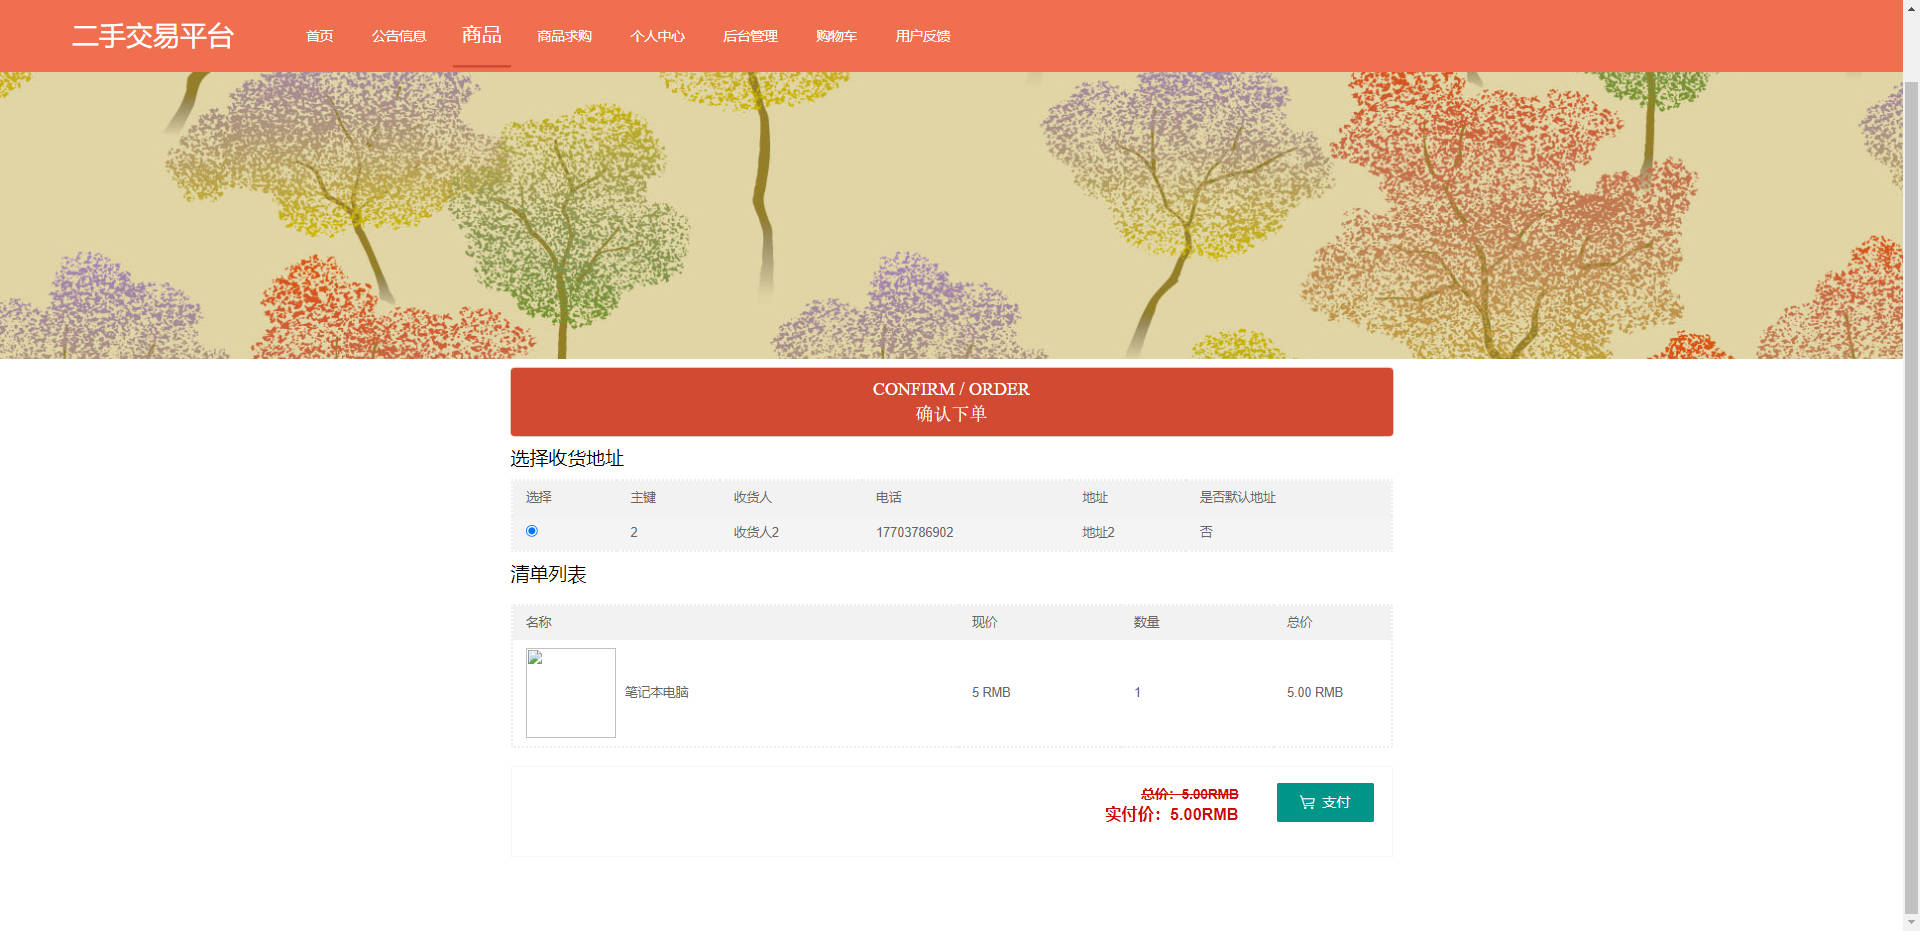 二手交易平台 首页 公告信息 商品 商品求购 个人中心 后台管理 购物车 用户反馈
CONFIRM / ORDER
确认下单
选择收货地址
选择 主键 收货人 电话 地址 是否默认地址
2 收货人2 17703786902 地址2 否
清单列表
名称 现价 数量 总价
笔记本电脑 5 RMB 1 5.00 RMB
总价：5.00RMB
实付价：5.00RMB
支付